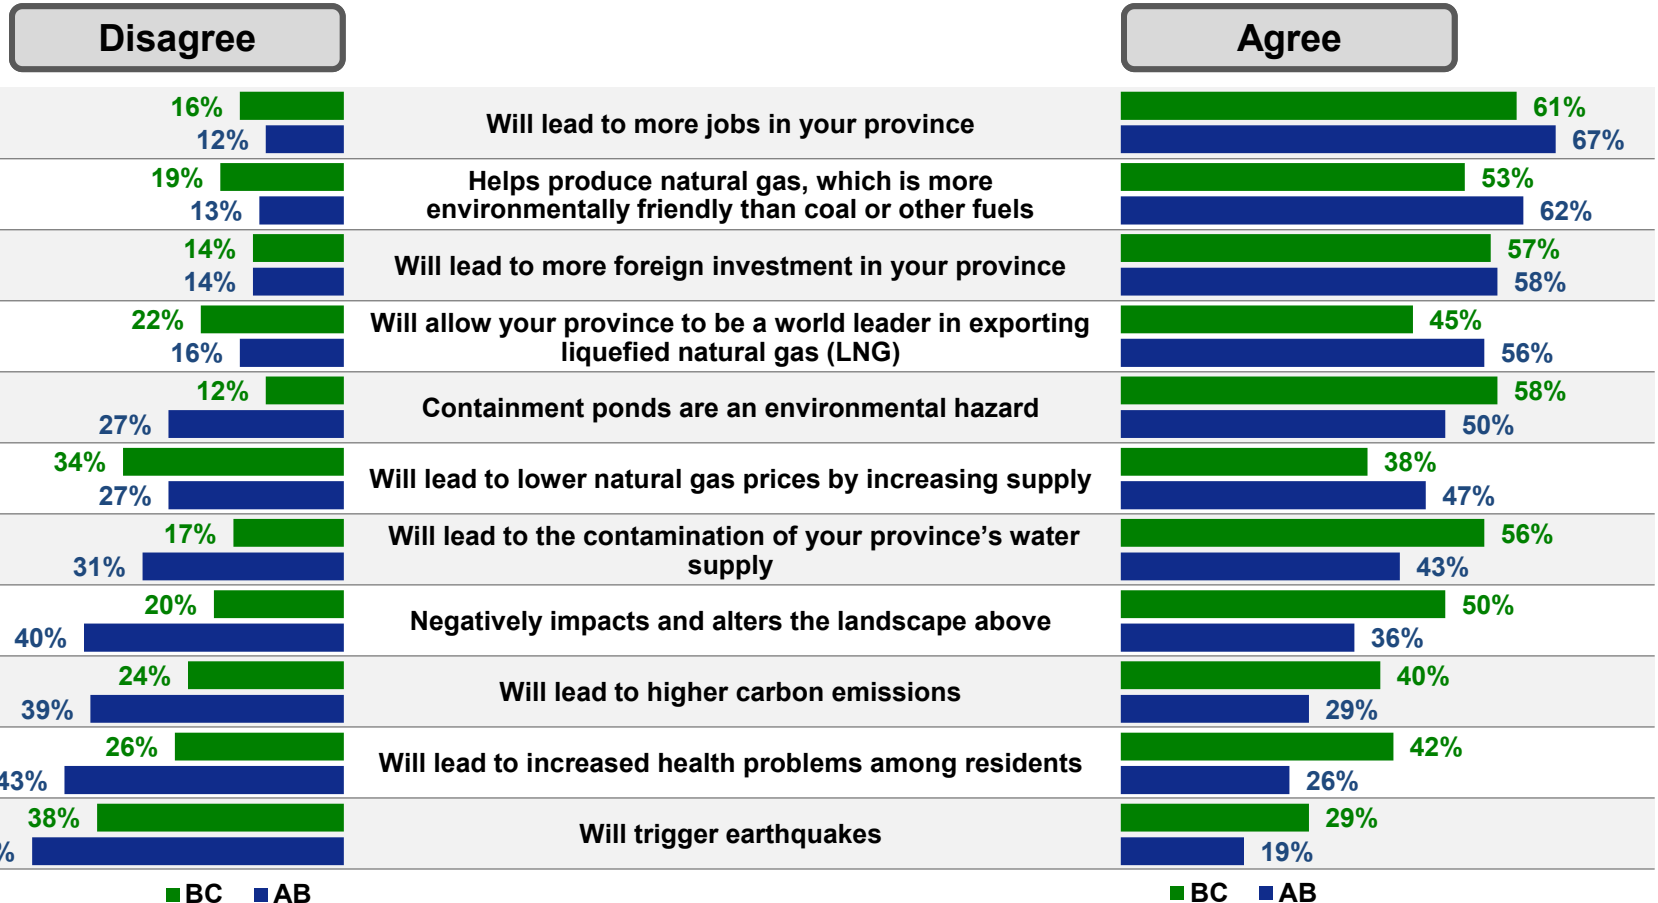 Disagree
Agree
16%
12%
Will lead to more jobs in your province
61%
67%
19%
13%
Helps produce natural gas, which is more
environmentally friendly than coal or other fuels
53%
62%
14%
14%
Will lead to more foreign investment in your province
57%
58%
22%
16%
Will allow your province to be a world leader in exporting
liquefied natural gas (LNG)
45%
56%
12%
27%
Containment ponds are an environmental hazard
58%
50%
34%
27%
Will lead to lower natural gas prices by increasing supply
38%
47%
17%
31%
Will lead to the contamination of your province’s water
supply
56%
43%
20%
40%
Negatively impacts and alters the landscape above
50%
36%
24%
39%
Will lead to higher carbon emissions
40%
29%
26%
43%
Will lead to increased health problems among residents
42%
26%
38%
%
Will trigger earthquakes
29%
19%
BC AB
BC AB